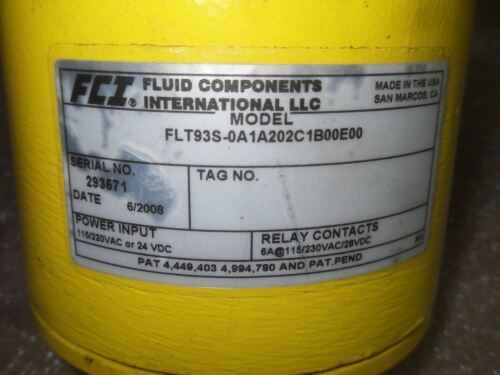 FCI® FLUID COMPONENTS
INTERNATIONAL LLC
MADE IN THE USA
SAN MARCOS, CA
MODEL
FLT93S-0A1A202C1B00E00
SERIAL NO.
293571
DATE 6/2008
TAG NO.
POWER INPUT
115/220VAC or 24 VDC
RELAY CONTACTS
6A@115/230VAC/28VDC
PAT 4,449,403 4,994,780 AND PAT.PEND